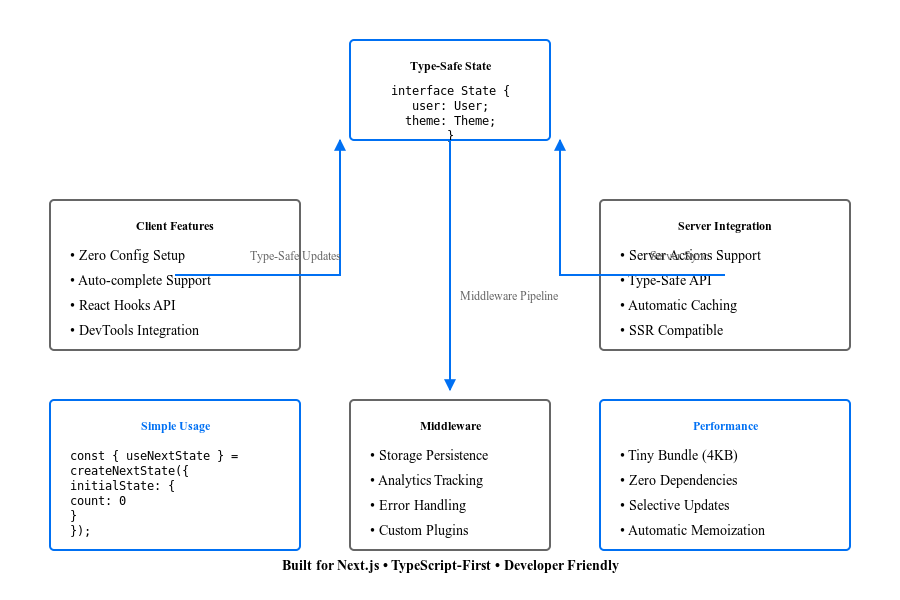 Type-Safe State
interface State {
user: User;
theme: Theme;
}
Client Features
• Zero Config Setup
• Auto-complete Support
• React Hooks API
• DevTools Integration
Type-Safe Updates
Middleware Pipeline
Server Integration
• Server Actions Support
• Type-Safe API
• Automatic Caching
• SSR Compatible
Server Sync
Simple Usage
const { useNextState } =
createNextState({
initialState: {
count: 0
}
});
Middleware
• Storage Persistence
• Analytics Tracking
• Error Handling
• Custom Plugins
Performance
• Tiny Bundle (4KB)
• Zero Dependencies
• Selective Updates
• Automatic Memoization
Built for Next.js • TypeScript-First • Developer Friendly